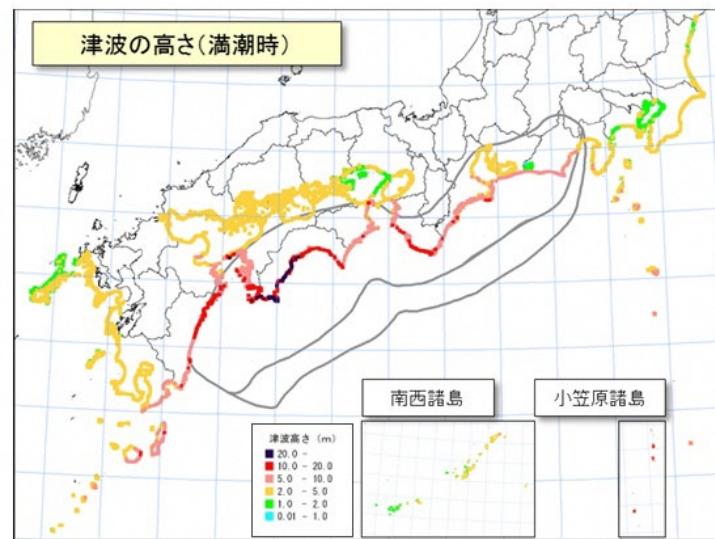 津波の高さ(満潮時)
南西諸島
小笠原諸島
津波高さ (m)
20.0 -
10.0 - 20.0
5.0 - 10.0
2.0 - 5.0
1.0 - 2.0
0.01 - 1.0